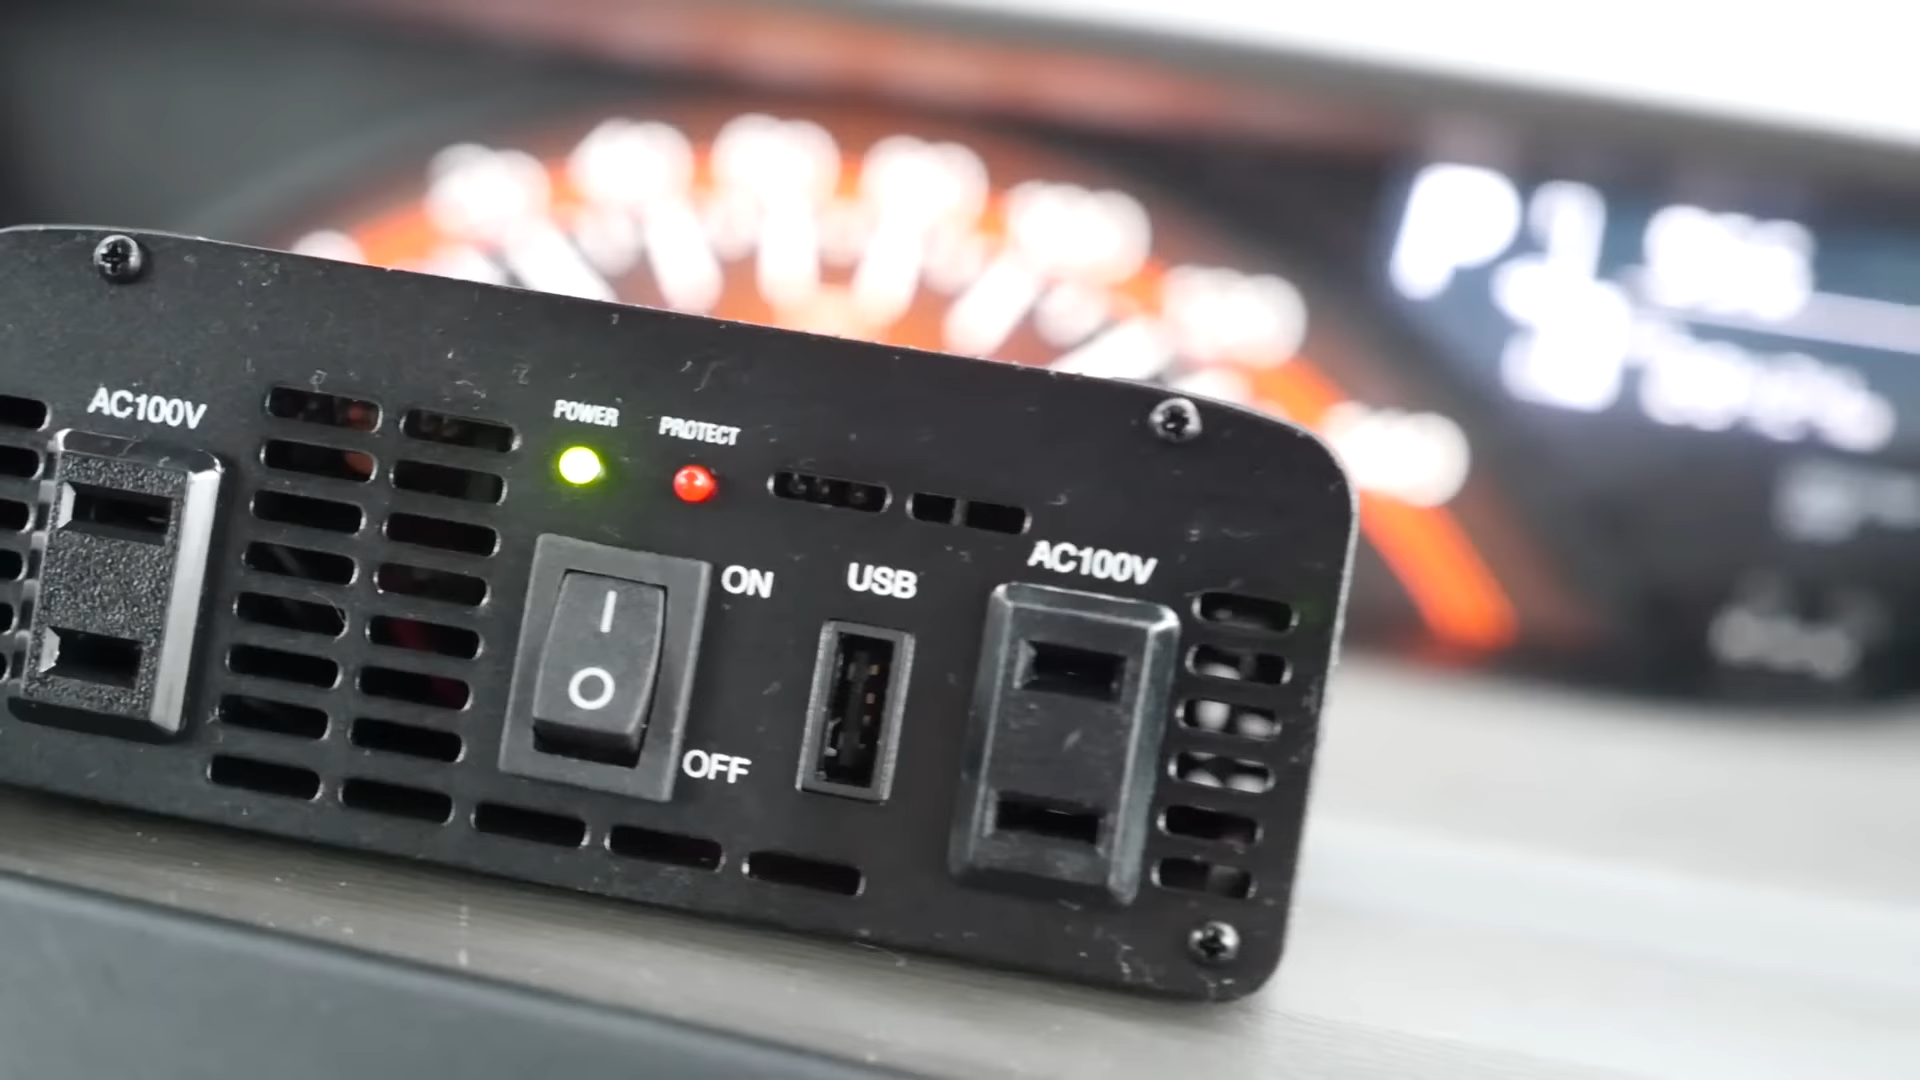 AC100V
POWER
PROTECT
ON
OFF
USB
AC100V